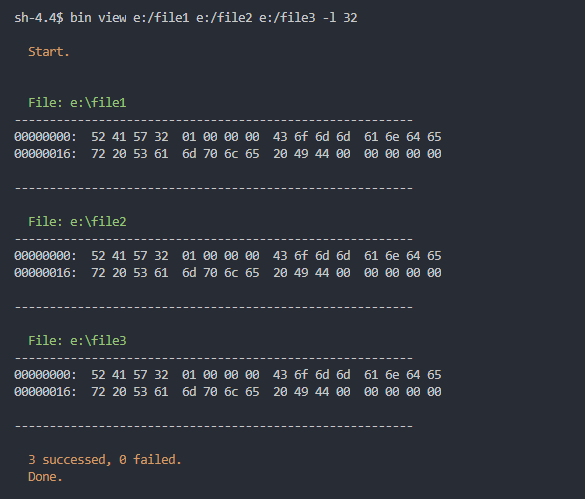 sh-4.4$ bin view e:/file1 e:/file2 e:/file3 -l 32
Start.
File: e:\file1
---------------------------------------------------------
00000000:  52 41 57 32  01 00 00 00  43 6f 6d 6d  61 6e 64 65
00000016:  72 20 53 61  6d 70 6c 65  20 49 44 00  00 00 00 00
---------------------------------------------------------
File: e:\file2
---------------------------------------------------------
00000000:  52 41 57 32  01 00 00 00  43 6f 6d 6d  61 6e 64 65
00000016:  72 20 53 61  6d 70 6c 65  20 49 44 00  00 00 00 00
---------------------------------------------------------
File: e:\file3
---------------------------------------------------------
00000000:  52 41 57 32  01 00 00 00  43 6f 6d 6d  61 6e 64 65
00000016:  72 20 53 61  6d 70 6c 65  20 49 44 00  00 00 00 00
---------------------------------------------------------
3 successed, 0 failed.
Done.